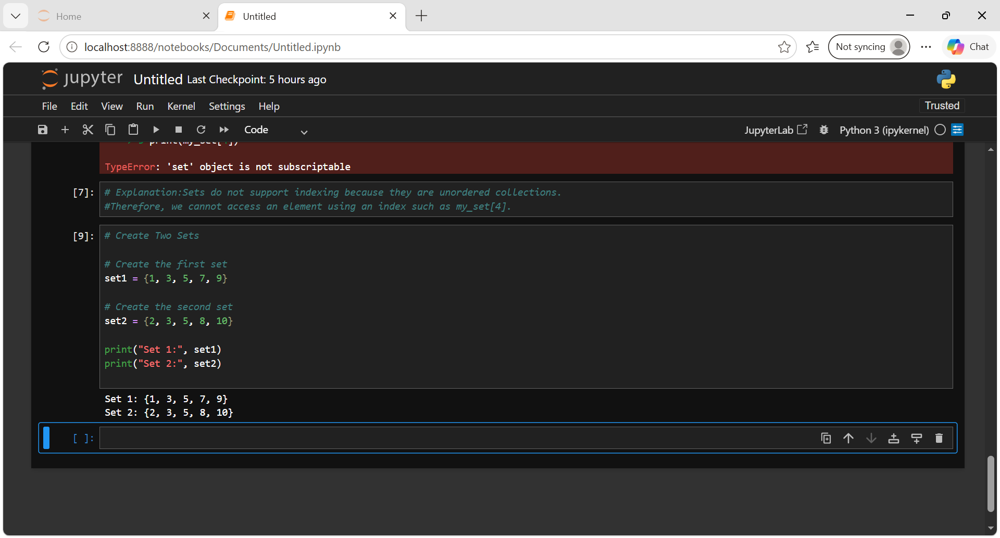 Home
Untitled
localhost:8888/notebooks/Documents/Untitled.ipynb
Not syncing
Chat
jupyter Untitled Last Checkpoint: 5 hours ago
File Edit View Run Kernel Settings Help
Trusted
Code
JupyterLab
Python 3 (ipykernel)
print(my_set[4])
TypeError: 'set' object is not subscriptable
[7]: # Explanation:Sets do not support indexing because they are unordered collections.
#Therefore, we cannot access an element using an index such as my_set[4].
[9]: # Create Two Sets
# Create the first set
set1 = {1, 3, 5, 7, 9}
# Create the second set
set2 = {2, 3, 5, 8, 10}
print("Set 1:", set1)
print("Set 2:", set2)
Set 1: {1, 3, 5, 7, 9}
Set 2: {2, 3, 5, 8, 10}
[ ]: